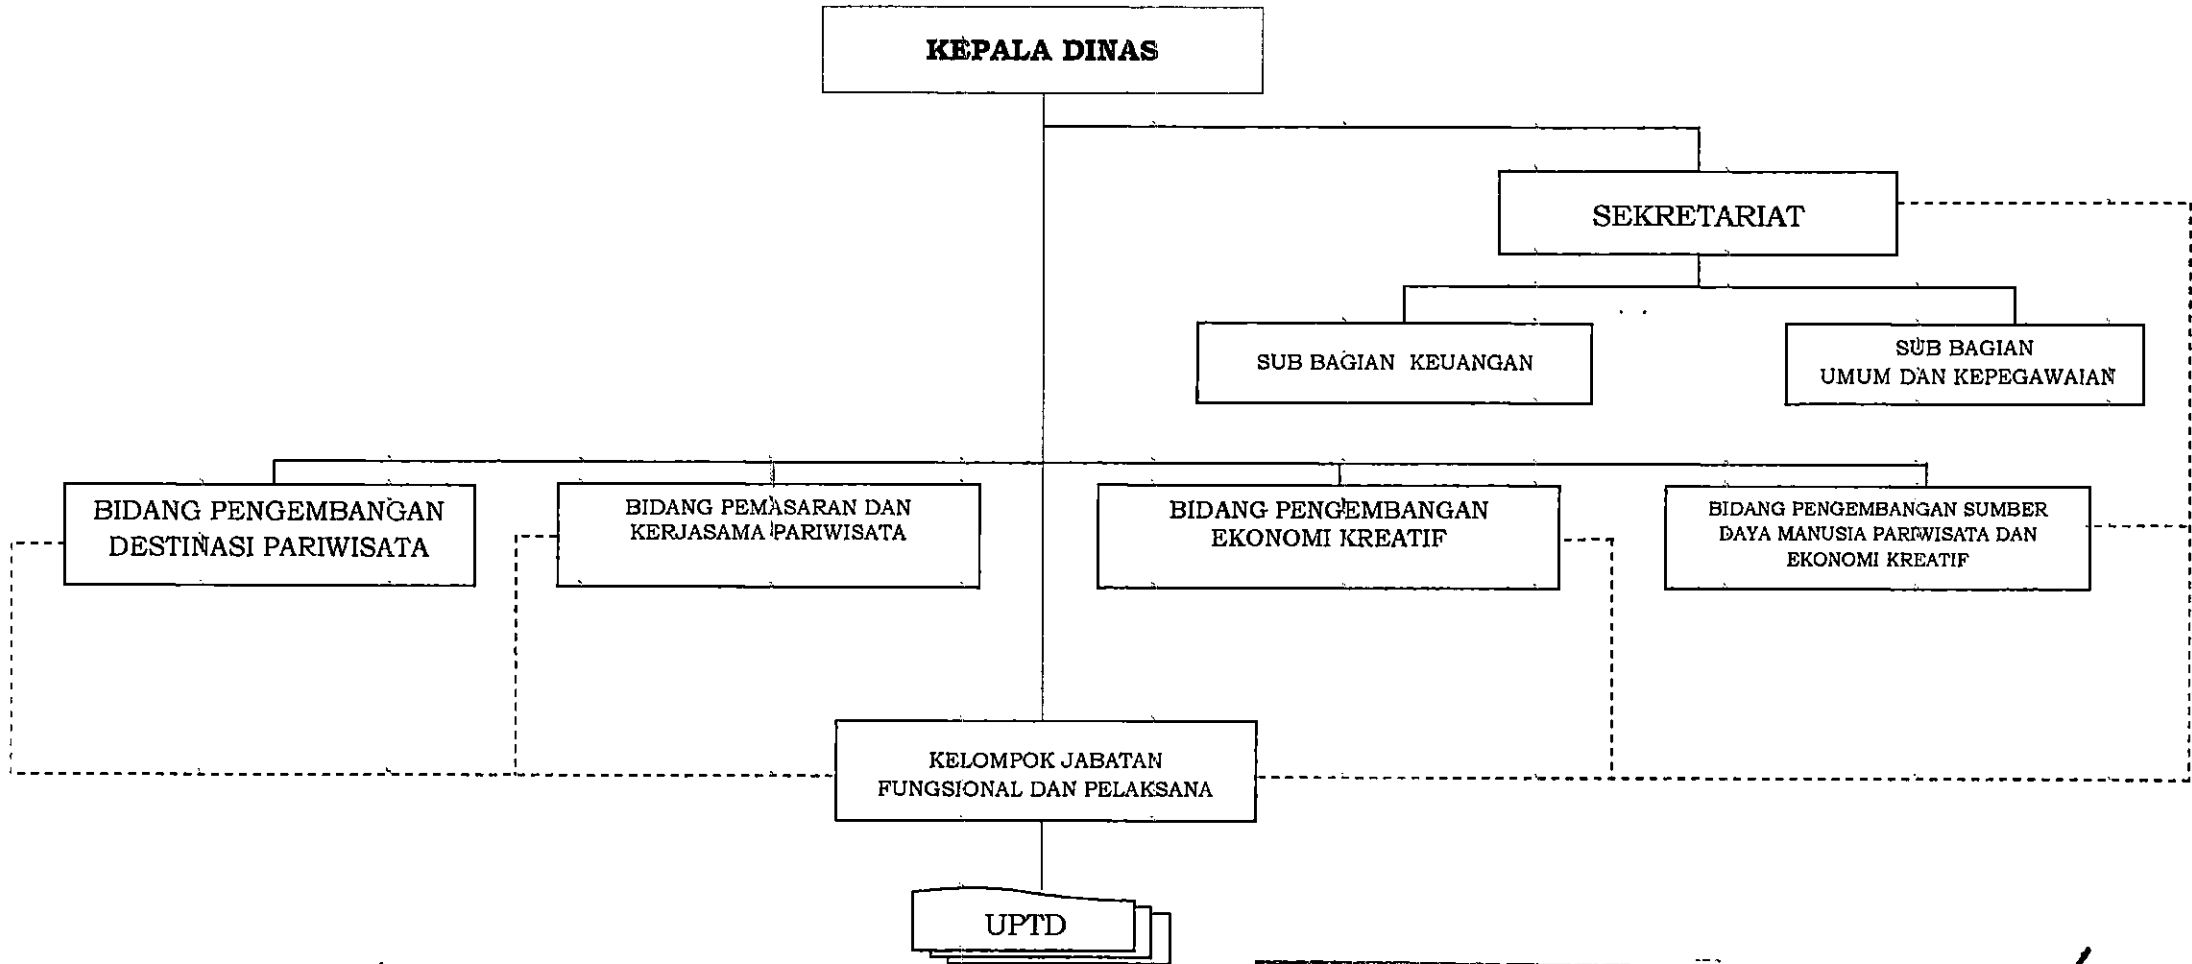 KEPALA DINAS
SEKRETARIAT
SUB BAGIAN KEUANGAN
SUB BAGIAN
UMUM DAN KEPEGAWAIAN
BIDANG PENGEMBANGAN
DESTINASI PARIWISATA
BIDANG PEMASARAN DAN
KERJASAMA PARIWISATA
BIDANG PENGEMBANGAN
EKONOMI KREATIF
BIDANG PENGEMBANGAN SUMBER
DAYA MANUSIA PARIWISATA DAN
EKONOMI KREATIF
KELOMPOK JABATAN
FUNGSIONAL DAN PELAKSANA
UPTD